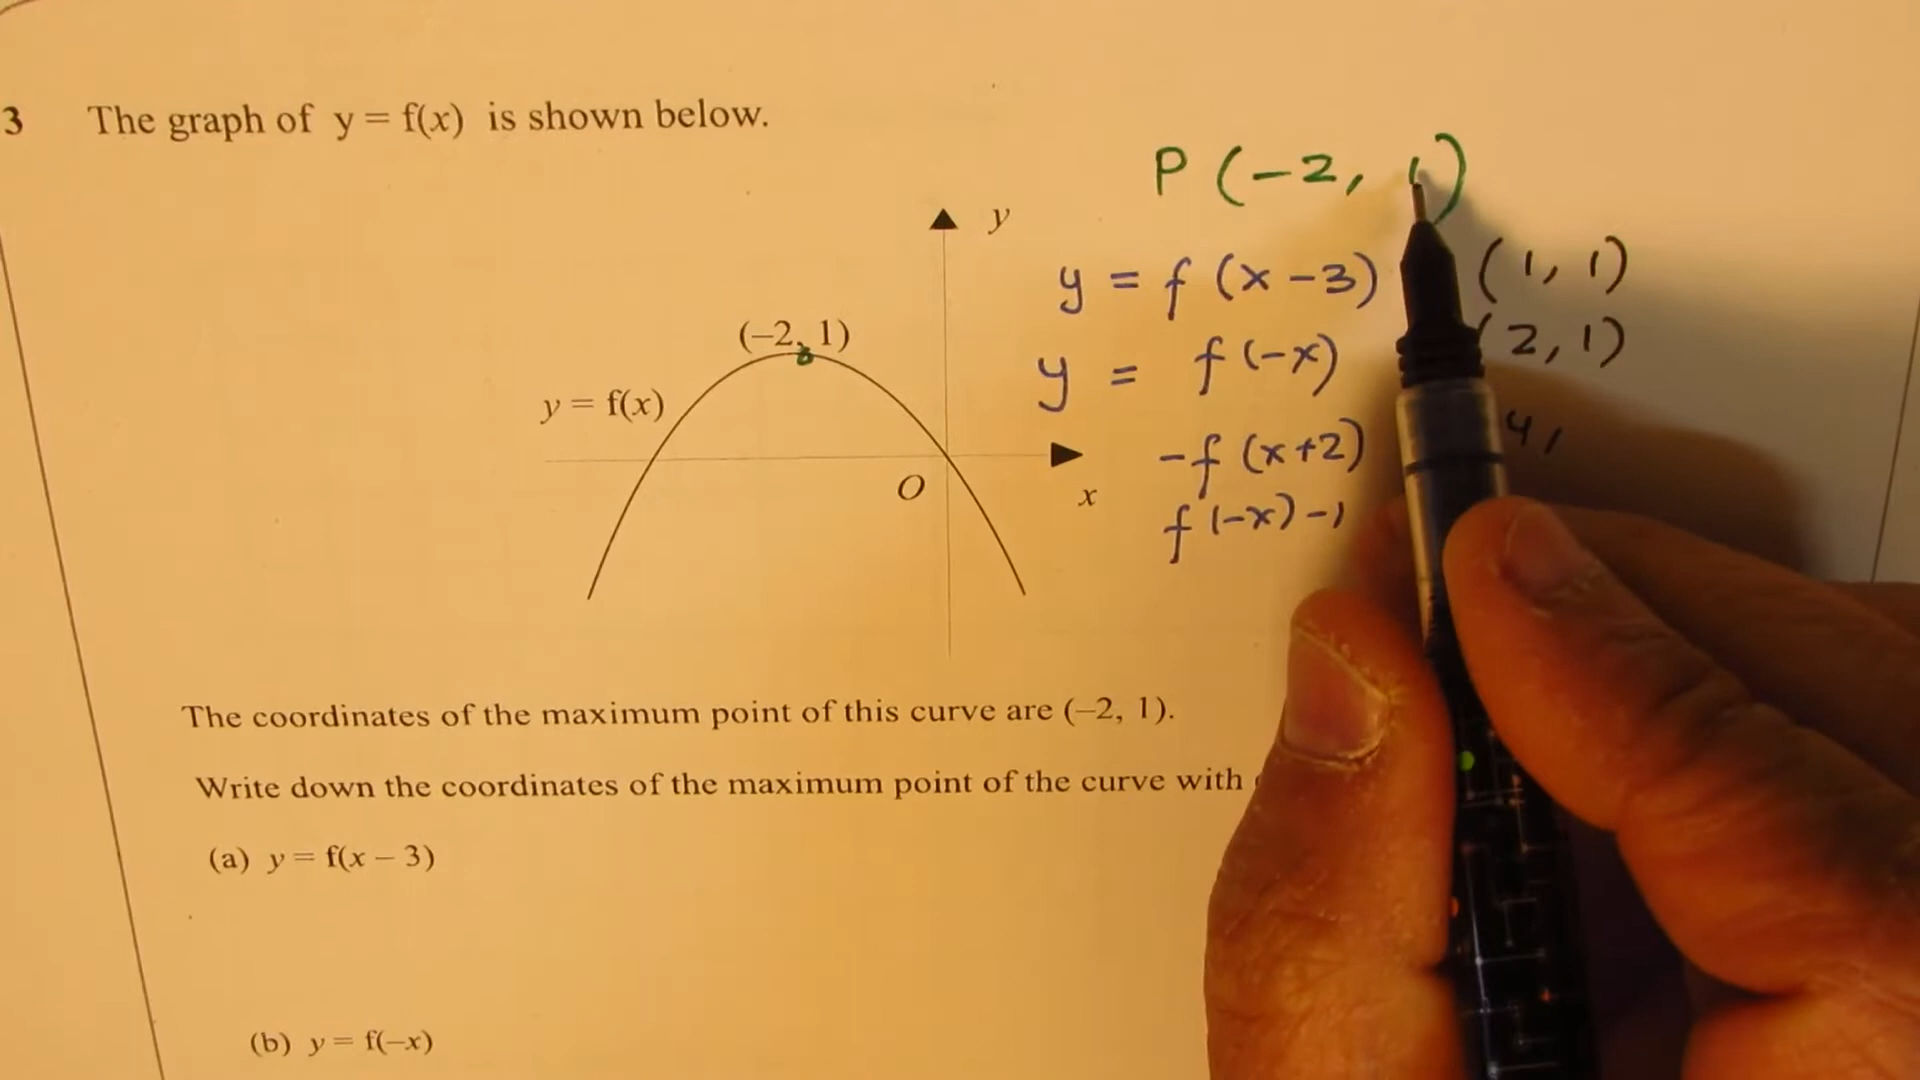 3 The graph of y = f(x) is shown below.
P (-2, 1)
y
y = f (x-3) (1, 1)
(–2, 1)
y = f(-x) (2, 1)
y = f(x)
-f (x+2) 4,
O
x
f(-x)-1
The coordinates of the maximum point of this curve are (–2, 1).
Write down the coordinates of the maximum point of the curve with
(a) y = f(x – 3)
(b) y = f(–x)